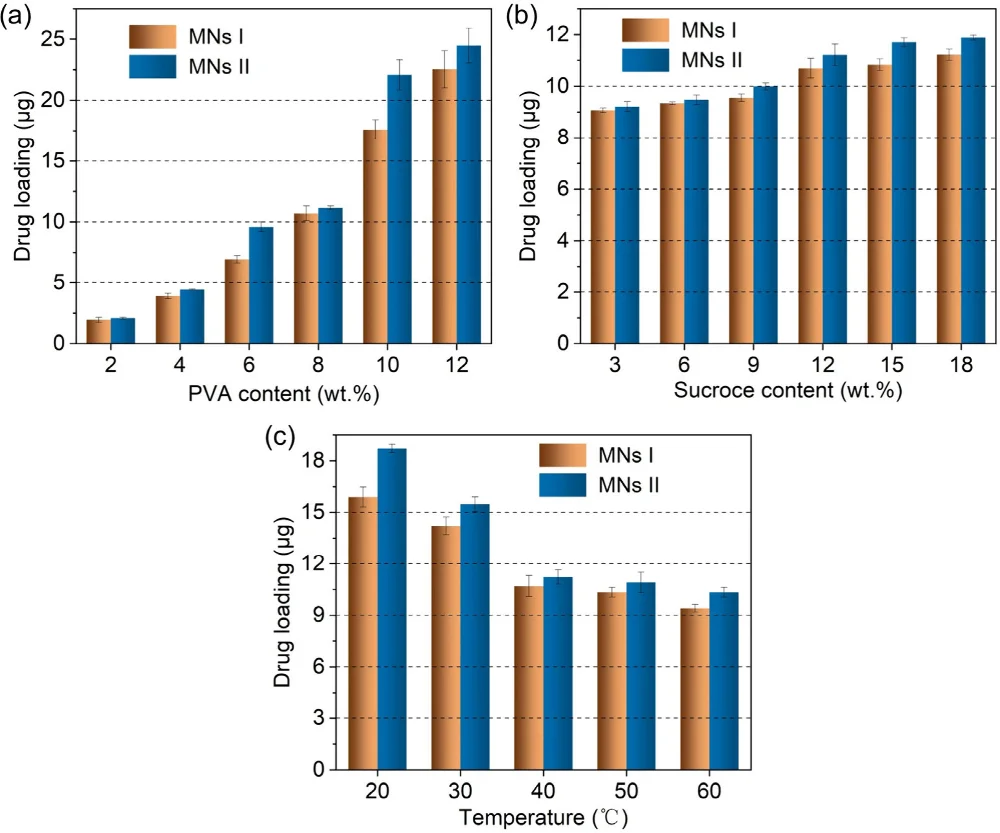 (a)
MNs I
MNs II
Drug loading (μg)
25
20
15
10
5
0
2 4 6 8 10 12
PVA content (wt.%)
(b)
MNs I
MNs II
Drug loading (μg)
12
10
8
6
4
2
0
3 6 9 12 15 18
Sucroce content (wt.%)
(c)
MNs I
MNs II
Drug loading (μg)
18
15
12
9
6
3
0
20 30 40 50 60
Temperature (℃)